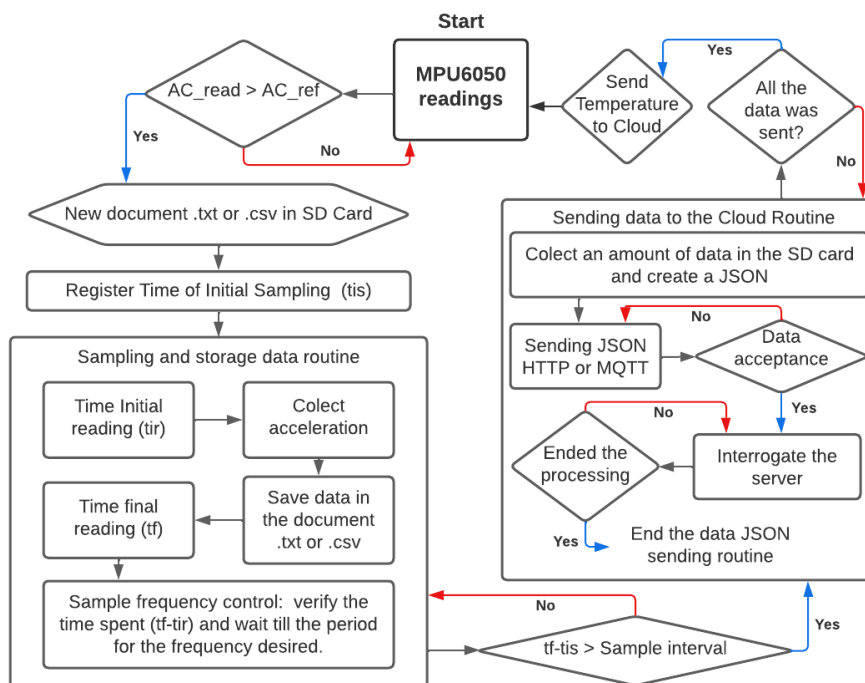 Start
MPU6050
readings
AC_read > AC_ref
Yes
No
New document .txt or .csv in SD Card
Register Time of Initial Sampling (tis)
Sampling and storage data routine
Time Initial
reading (tir)
Colect
acceleration
Save data in
the document
.txt or .csv
Time final
reading (tf)
Sample frequency control: verify the
time spent (tf-tir) and wait till the period
for the frequency desired.
tf-tis > Sample interval
No
Yes
Sending data to the Cloud Routine
Colect an amount of data in the SD card
and create a JSON
Sending JSON
HTTP or MQTT
Data
acceptance
No
Yes
Interrogate the
server
Ended the
processing
No
Yes
End the data JSON
sending routine
All the
data was
sent?
No
Yes
Send
Temperature
to Cloud